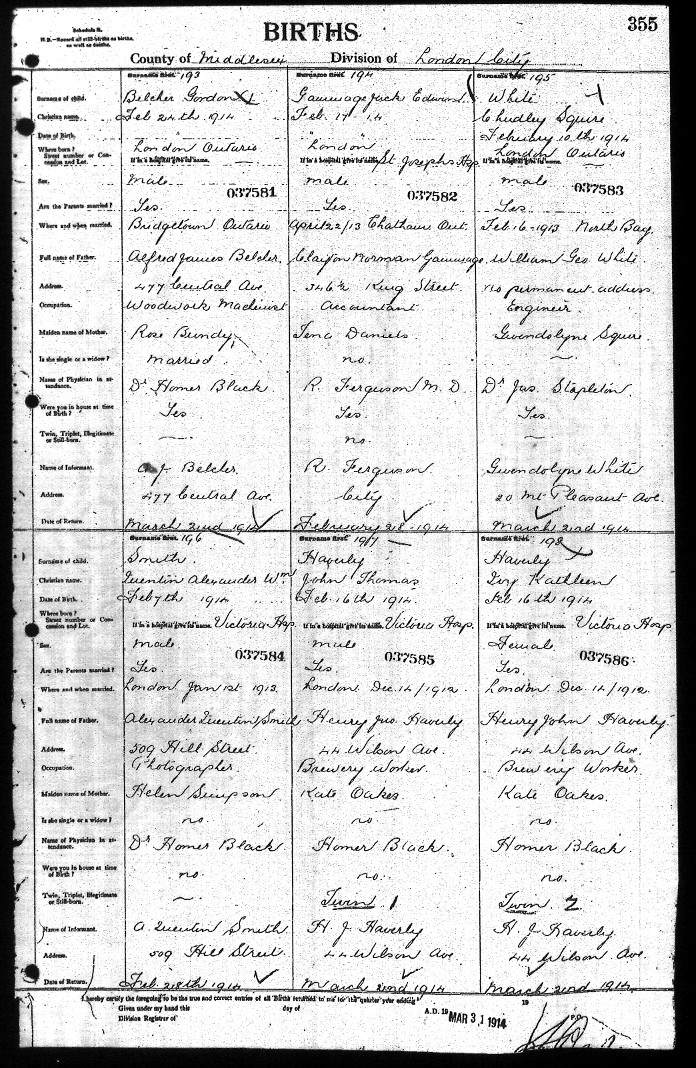 Schedule B.
N.B.—Record all still-births as births,
as well as deaths.
BIRTHS
355
County of Middlesex Division of London City
Surname first. 193 Surname first. 194 Surname first. 195
Surname of child. Belcher Gordon Gammage Jack Edward White
Christian name. Feb 24th 1914 Feb. 17 " 14 Chudley Squire
Date of Birth. February 10th 1914
Where born? London Ontario London London Ontario
Street number or Concession and Lot. If in a hospital give its name. If in a hospital give its name. St Josephs Hsp. If in a hospital give its name.
Sex. male male male
037581 037582 037583
Are the Parents married? Yes. Yes. Yes.
Where and when married. Bridgetown Ontario April 22/13 Chatham Ont. Feb 16-1913 North Bay.
Full name of Father. Alfred James Belcher. Clayton Norman Gammage. William Geo White
Address. 477 Central Ave 346½ King Street no permanent address
Occupation. Woodwork Machinist Accountant Engineer.
Maiden name of Mother. Rose Bundy Tena Daniels Gwendolyne Squire
Is she single or a widow? married. no. —
Name of Physician in attendance. Dr Homer Black R. Ferguson M.D. Dr Jas. Stapleton
Were you in house at time of Birth? Yes Yes. Yes.
Twin, Triplet, Illegitimate or Still-born. — no. —
Name of Informant. A J Belcher. R. Ferguson Gwendolyne White
Address. 477 Central Ave. City 20 Mt Pleasant Ave.
Date of Return. March 2nd 1914 February 28-1914 March 2nd 1914
Surname first. 196 Surname first. 197 Surname first. 198
Surname of child. Smith. Haverly Haverly
Christian name. Quentin Alexander Wm John Thomas Ivy Kathleen
Date of Birth. Feb 7th 1914 Feb. 16th 1914 Feb 16th 1914
Where born?
Street number or Concession and Lot. If in a hospital give its name. Victoria Hsp. If in a hospital give its name. Victoria Hosp. If in a hospital give its name. Victoria Hosp
Sex. male male Female
037584 037585 037586
Are the Parents married? Yes. Yes. Yes.
Where and when married. London Jan 1st 1912. London Dec. 14/1912. London Dec. 14/1912.
Full name of Father. Alexander Quentin Smith Henry Jno Haverly Henry John Haverly
Address. 509 Hill Street. 44 Wilson Ave. 44 Wilson Ave.
Occupation. Photographer Brewery Worker. Brewery Worker.
Maiden name of Mother. Helen Simpson Kate Oakes. Kate Oakes.
Is she single or a widow? no. no. no.
Name of Physician in attendance. Dr Homer Black Homer Black. Homer Black.
Were you in house at time of Birth? no. no. no.
Twin, Triplet, Illegitimate or Still-born. — Twin 1 Twin 2
Name of Informant. A. Quentin Smith H. J. Haverly H. J Haverly.
Address 509 Hill Street. 44 Wilson Ave 44 Wilson Ave.
Date of Return. Feb. 28th 1914 March 2nd 1914 March 2nd 1914.
I hereby certify the foregoing to be the true and correct entries of all Births returned to me for the quarter year ending 19
Given under my hand this day of A.D. 19 MAR 31 1914
Division Registrar of